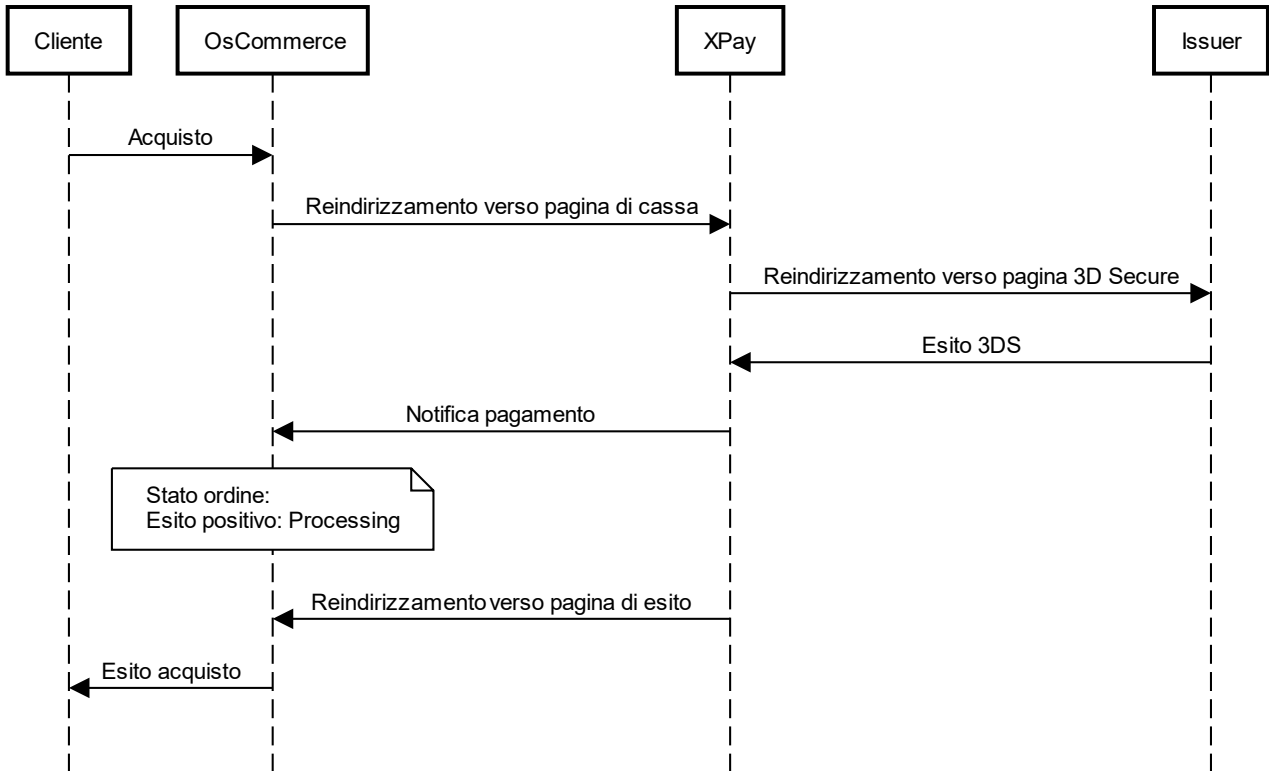 Cliente
OsCommerce
XPay
Issuer
Acquisto
Reindirizzamento verso pagina di cassa
Reindirizzamento verso pagina 3D Secure
Esito 3DS
Notifica pagamento
Stato ordine:
Esito positivo: Processing
Reindirizzamento verso pagina di esito
Esito acquisto